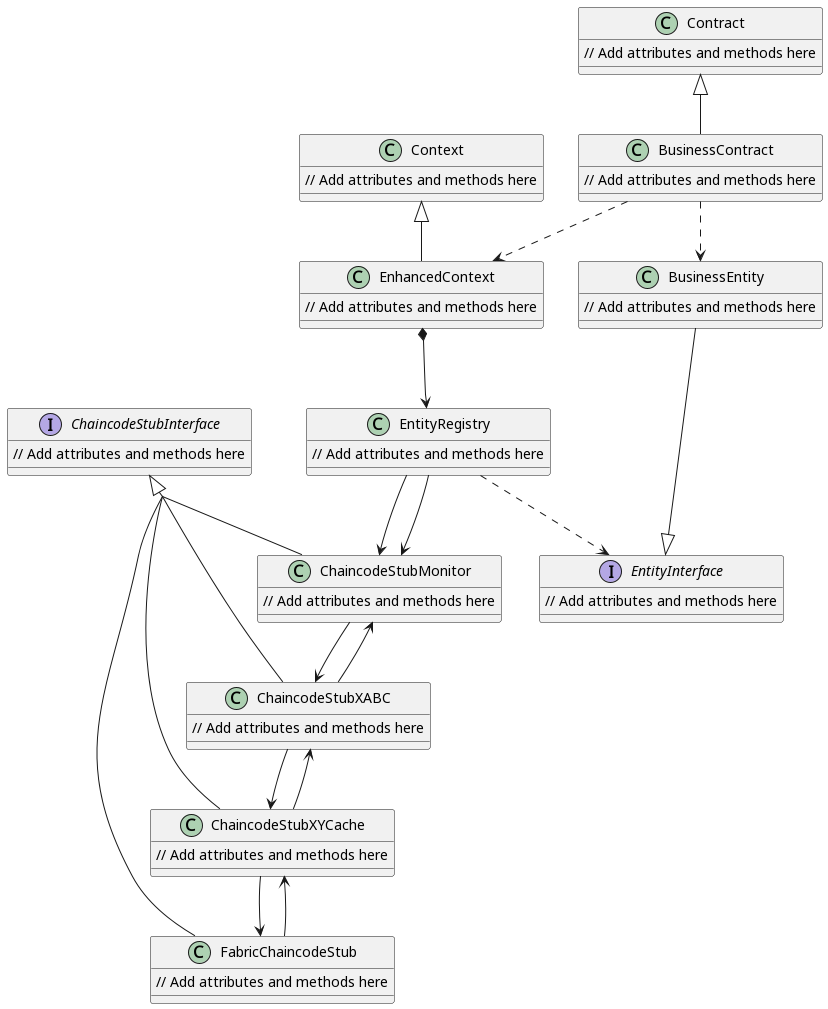 C Contract
// Add attributes and methods here
C Context
// Add attributes and methods here
C BusinessContract
// Add attributes and methods here
C EnhancedContext
// Add attributes and methods here
C BusinessEntity
// Add attributes and methods here
I ChaincodeStubInterface
// Add attributes and methods here
C EntityRegistry
// Add attributes and methods here
C ChaincodeStubMonitor
// Add attributes and methods here
I EntityInterface
// Add attributes and methods here
C ChaincodeStubXABC
// Add attributes and methods here
C ChaincodeStubXYCache
// Add attributes and methods here
C FabricChaincodeStub
// Add attributes and methods here